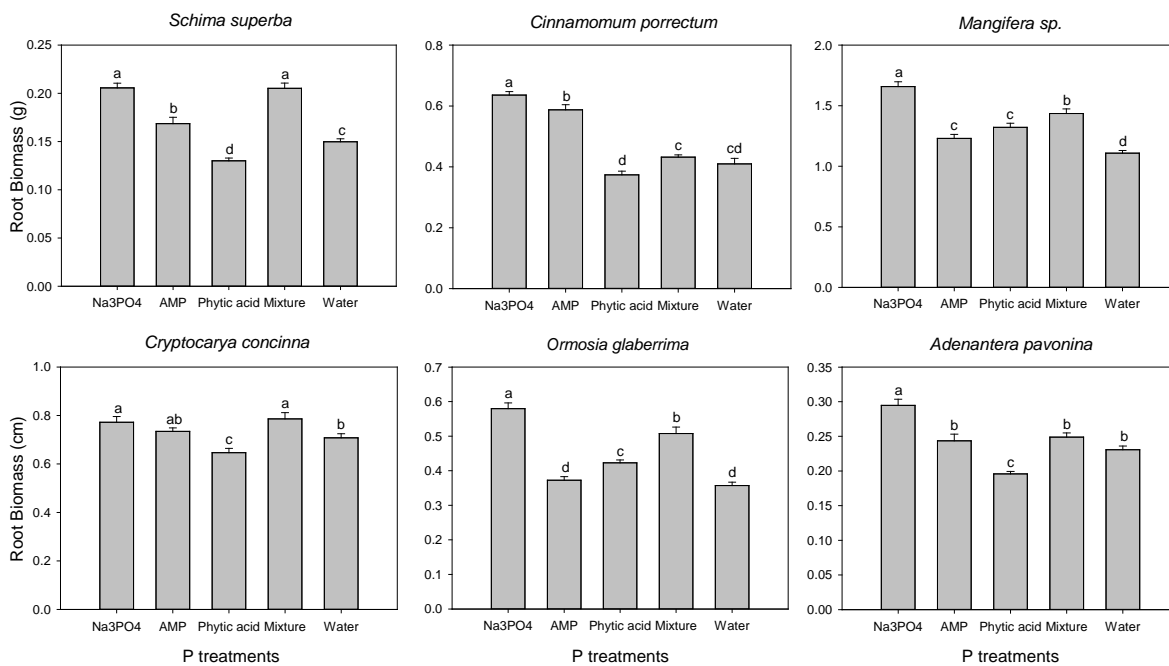 Schima superba
Cinnamomum porrectum
Mangifera sp.
Root Biomass (g)
0.25
0.20
0.15
0.10
0.05
0.00
a
b
d
a
c
Na3PO4 AMP Phytic acid Mixture Water
0.8
0.6
0.4
0.2
0.0
a
b
d
c
cd
Na3PO4 AMP Phytic acid Mixture Water
2.0
1.5
1.0
0.5
0.0
a
c
c
b
d
Na3PO4 AMP Phytic acid Mixture Water
Cryptocarya concinna
Ormosia glaberrima
Adenantera pavonina
Root Biomass (cm)
1.0
0.8
0.6
0.4
0.2
0.0
a
ab
c
a
b
Na3PO4 AMP Phytic acid Mixture Water
P treatments
0.7
0.6
0.5
0.4
0.3
0.2
0.1
0.0
a
d
c
b
d
Na3PO4 AMP Phytic acid Mixture Water
P treatments
0.35
0.30
0.25
0.20
0.15
0.10
0.05
0.00
a
b
c
b
b
Na3PO4 AMP Phytic acid Mixture Water
P treatments